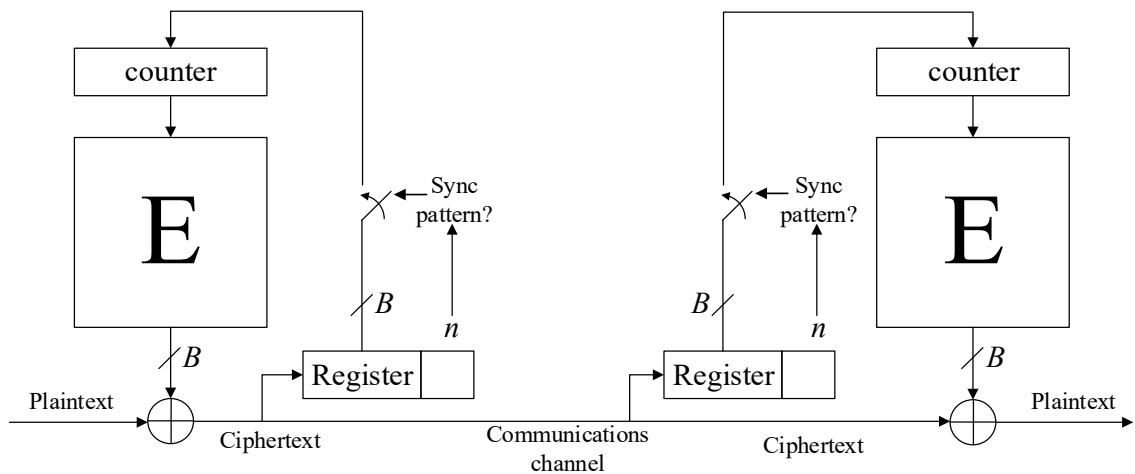 counter
counter
E
E
Sync
pattern?
Sync
pattern?
B
n
B
n
B
B
Register
Register
Plaintext
Ciphertext
Communications
channel
Ciphertext
Plaintext